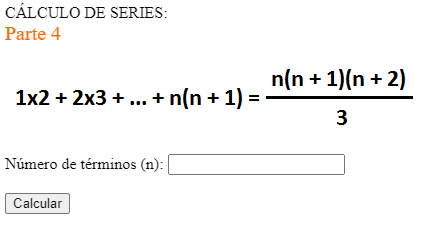 CÁLCULO DE SERIES:
Parte 4
1x2 + 2x3 + ... + n(n + 1) = n(n + 1)(n + 2)
3
Número de términos (n):
Calcular